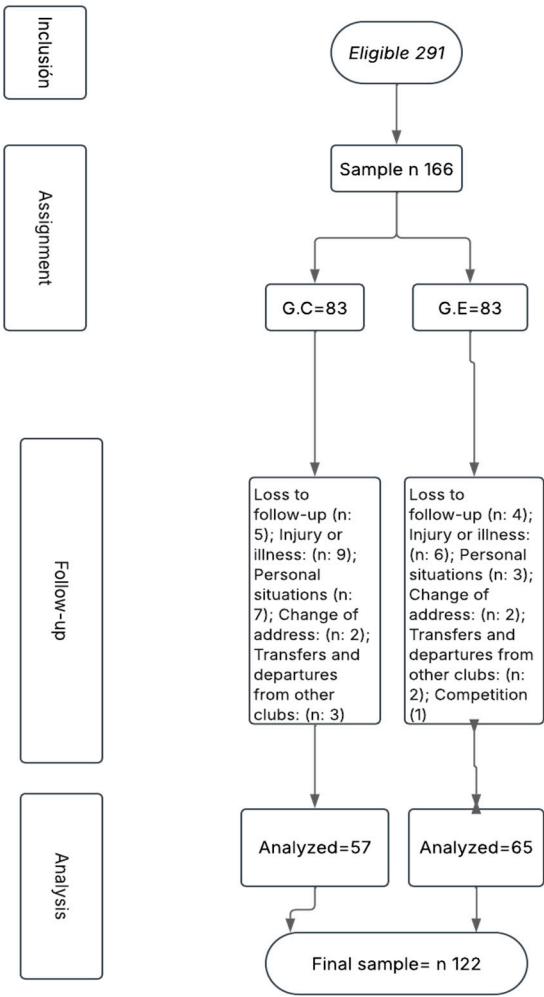 Inclusión
Eligible 291
Assignment
Sample n 166
G.C=83
G.E=83
Follow-up
Loss to
follow-up (n:
5); Injury or
illness: (n: 9);
Personal
situations (n:
7); Change of
address: (n: 2);
Transfers and
departures
from other
clubs: (n: 3)
Loss to
follow-up (n: 4);
Injury or illness:
(n: 6); Personal
situations (n: 3);
Change of
address: (n: 2);
Transfers and
departures from
other clubs: (n:
2); Competition
(1)
Analysis
Analyzed=57
Analyzed=65
Final sample= n 122